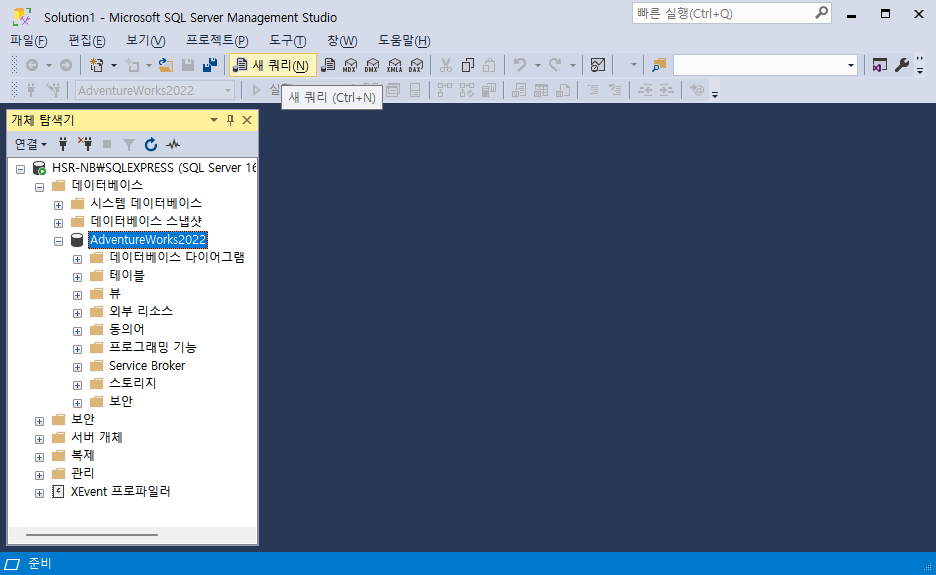 Solution1 - Microsoft SQL Server Management Studio
빠른 실행(Ctrl+Q)
파일(F) 편집(E) 보기(V) 프로젝트(P) 도구(T) 창(W) 도움말(H)
새 쿼리(N) MDX DMX XMLA DAX
AdventureWorks2022
새 쿼리 (Ctrl+N)
개체 탐색기
연결
HSR-NB₩SQLEXPRESS (SQL Server 16
데이터베이스
시스템 데이터베이스
데이터베이스 스냅샷
AdventureWorks2022
데이터베이스 다이어그램
테이블
뷰
외부 리소스
동의어
프로그래밍 기능
Service Broker
스토리지
보안
보안
서버 개체
복제
관리
XEvent 프로파일러
준비